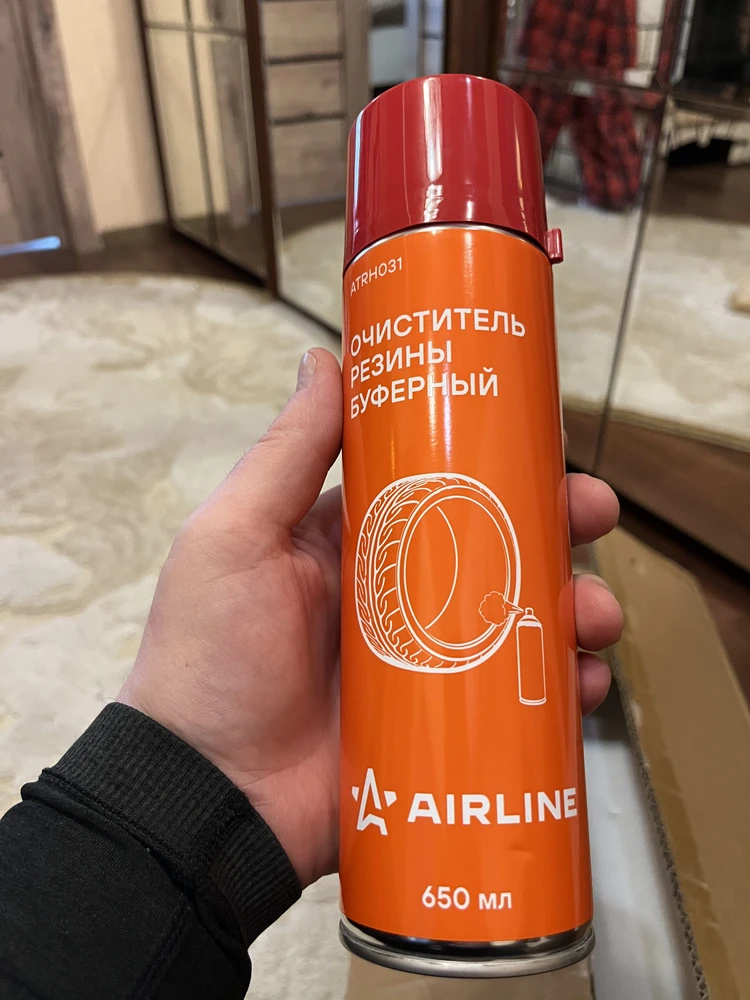 ATRH031
ОЧИСТИТЕЛЬ
РЕЗИНЫ
БУФЕРНЫЙ
AIRLINE
650 мл